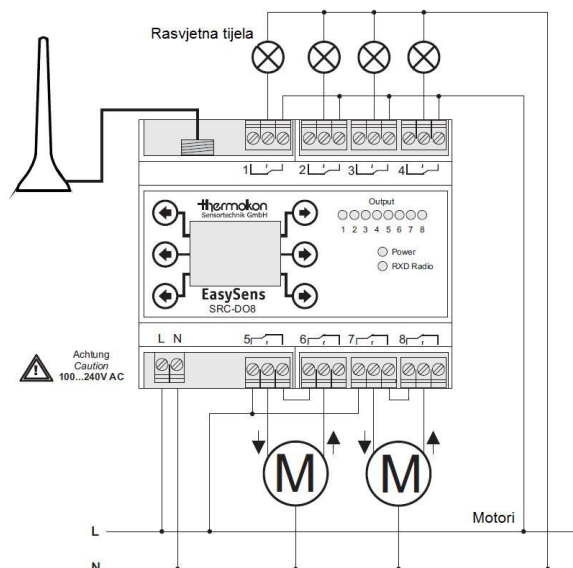 Rasvjetna tijela
1 2 3 4
thermokon
Sensortechnik GmbH
Output
1 2 3 4 5 6 7 8
Power
RXD Radio
EasySens
SRC-DO8
L N 5 6 7 8
Achtung
Caution
100...240V AC
M M
Motori
L
N